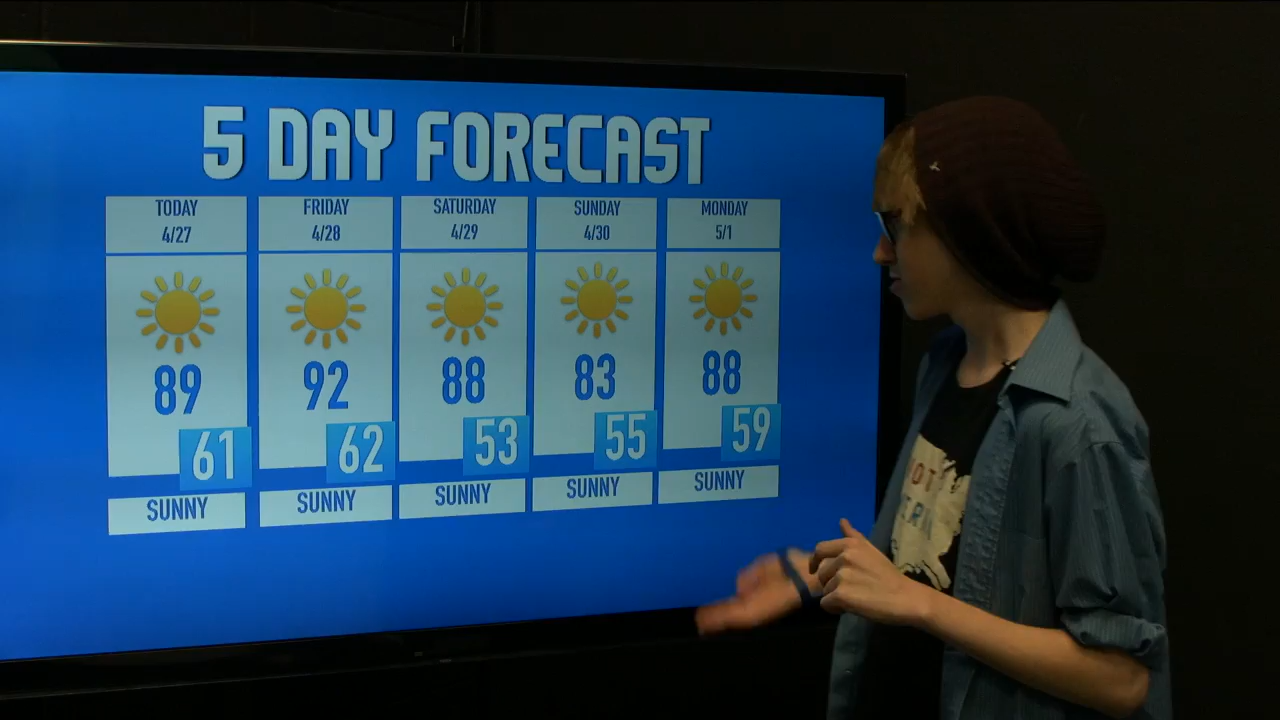 5 DAY FORECAST
TODAY
4/27
89
61
SUNNY
FRIDAY
4/28
92
62
SUNNY
SATURDAY
4/29
88
53
SUNNY
SUNDAY
4/30
83
55
SUNNY
MONDAY
5/1
88
59
SUNNY